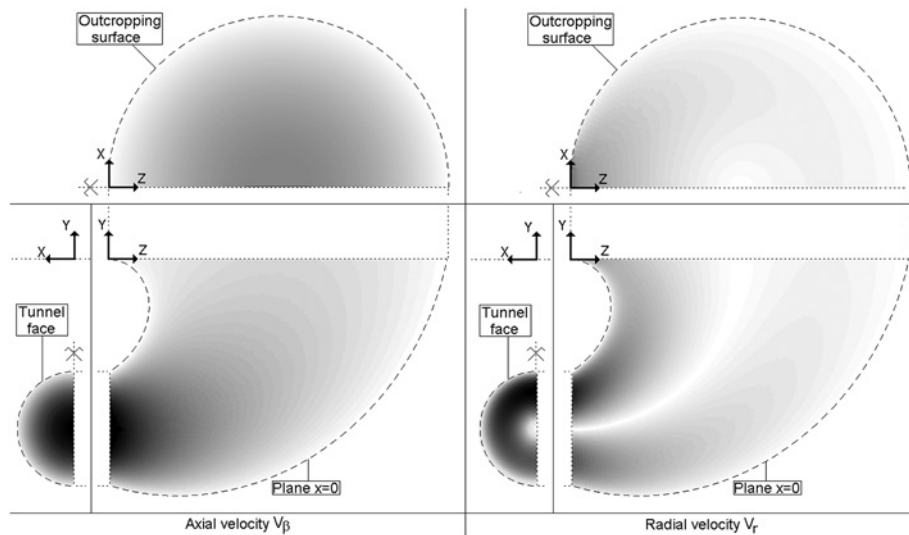 Outcropping
surface
X
Z
Y
X
Y
Z
Tunnel
face
Plane x=0
Axial velocity Vβ
Outcropping
surface
X
Z
Y
X
Y
Z
Tunnel
face
Plane x=0
Radial velocity Vr